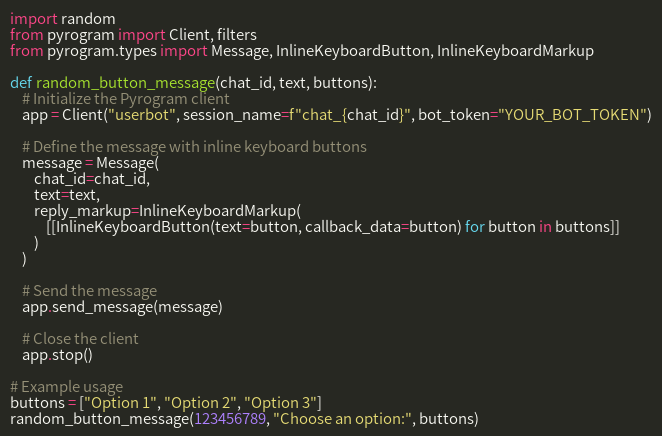 import random
from pyrogram import Client, filters
from pyrogram.types import Message, InlineKeyboardButton, InlineKeyboardMarkup

def random_button_message(chat_id, text, buttons):
    # Initialize the Pyrogram client
    app = Client("userbot", session_name=f"chat_{chat_id}", bot_token="YOUR_BOT_TOKEN")

    # Define the message with inline keyboard buttons
    message = Message(
        chat_id=chat_id,
        text=text,
        reply_markup=InlineKeyboardMarkup(
            [[InlineKeyboardButton(text=button, callback_data=button) for button in buttons]]
        )
    )

    # Send the message
    app.send_message(message)

    # Close the client
    app.stop()

# Example usage
buttons = ["Option 1", "Option 2", "Option 3"]
random_button_message(123456789, "Choose an option:", buttons)